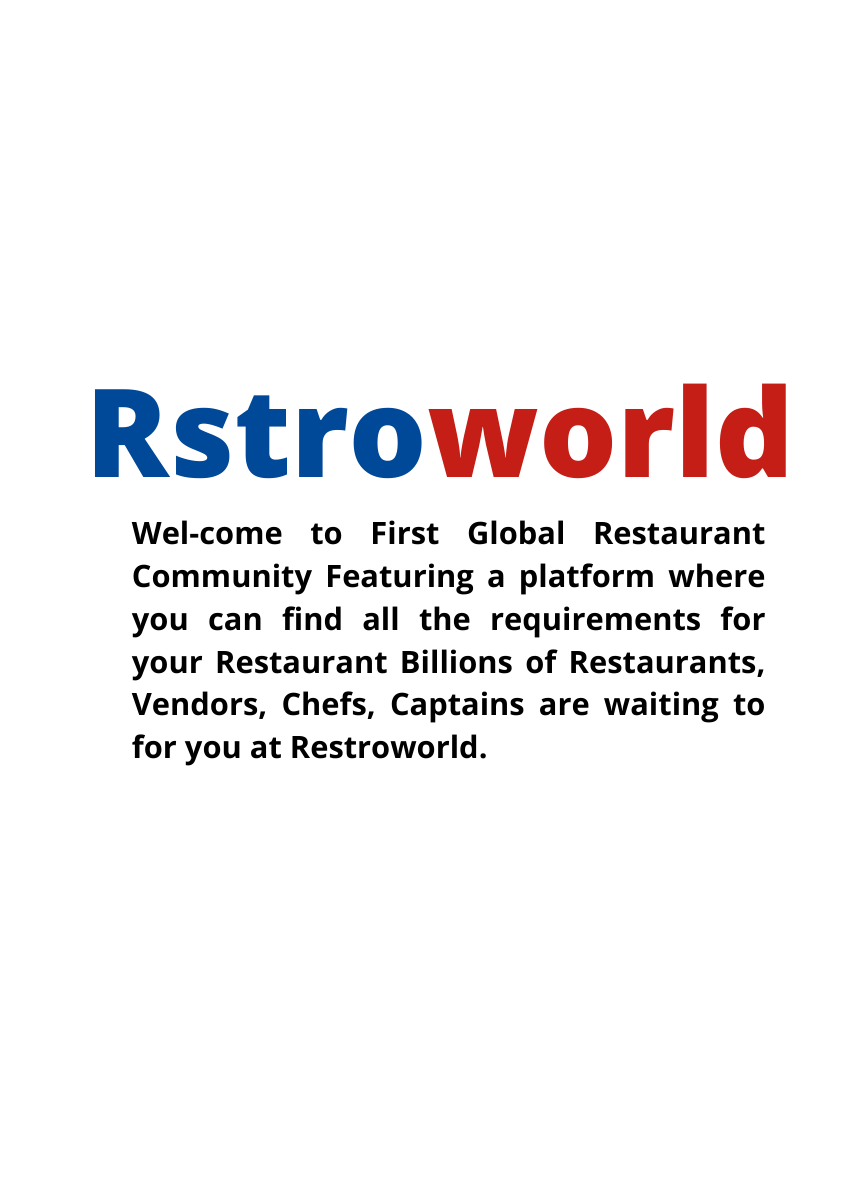 Rstroworld
Wel-come to First Global Restaurant
Community Featuring a platform where
you can find all the requirements for
your Restaurant Billions of Restaurants,
Vendors, Chefs, Captains are waiting to
for you at Restroworld.